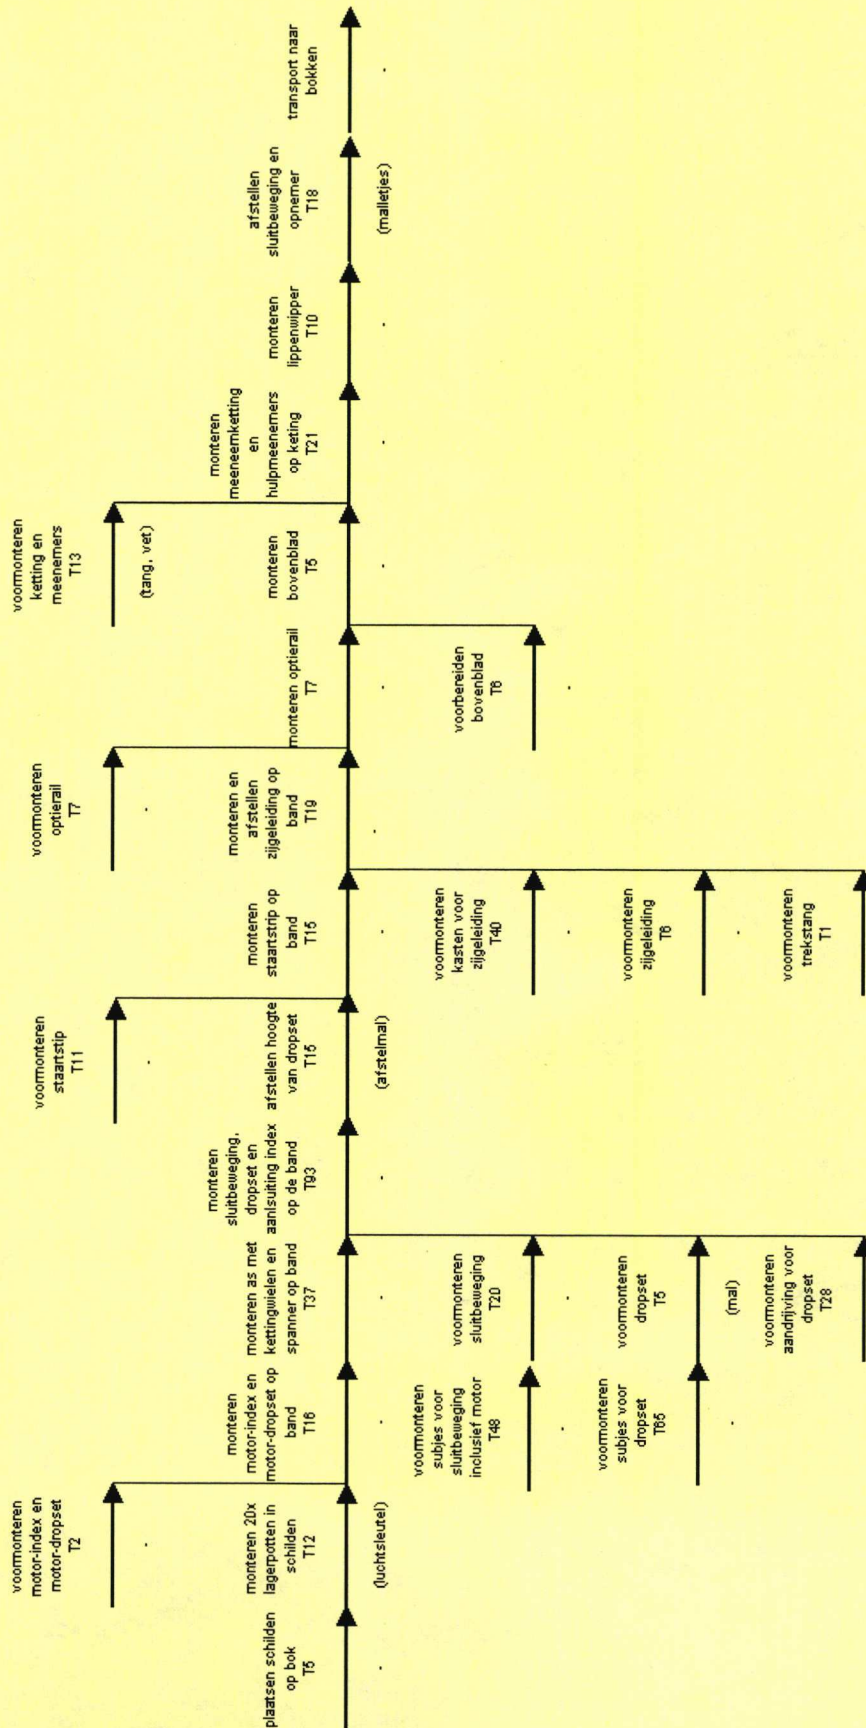 voormonteren
motor-index en
motor-dropset
T2
voormonteren
staartstip
T11
voormonteren
optierail
T7
voormonteren
ketting en
meenemers
T13
(tang, vet)
plaatsen schilden
op bok
T5
monteren 20x
lagerpotten in
schilden
T12
(luchtsleutel)
monteren
motor-index en
motor-dropset op
band
T16
monteren as met
kettingwielen en
spanner op band
T37
monteren
sluitbeweging,
dropset en
aanlsuiting index
op de band
T93
afstellen hoogte
van dropset
T15
(afstelmal)
monteren
staartstrip op
band
T15
monteren en
afstellen
zijgeleiding op
band
T19
monteren optierail
T7
monteren
bovenblad
T5
monteren
meeneemketting
en
hulpmeenemers
op keting
T21
monteren
lippenwipper
T10
afstellen
sluitbeweging en
opnemer
T18
(malletjes)
transport naar
bokken
voormonteren
subjes voor
sluitbeweging
inclusief motor
T48
voormonteren
sluitbeweging
T20
voormonteren
kasten voor
zijgeleiding
T40
voorbereiden
bovenblad
T6
voormonteren
subjes voor
dropset
T65
voormonteren
dropset
T5
(mal)
voormonteren
zijgeleiding
T6
voormonteren
aandrijving voor
dropset
T28
voormonteren
trekstang
T1